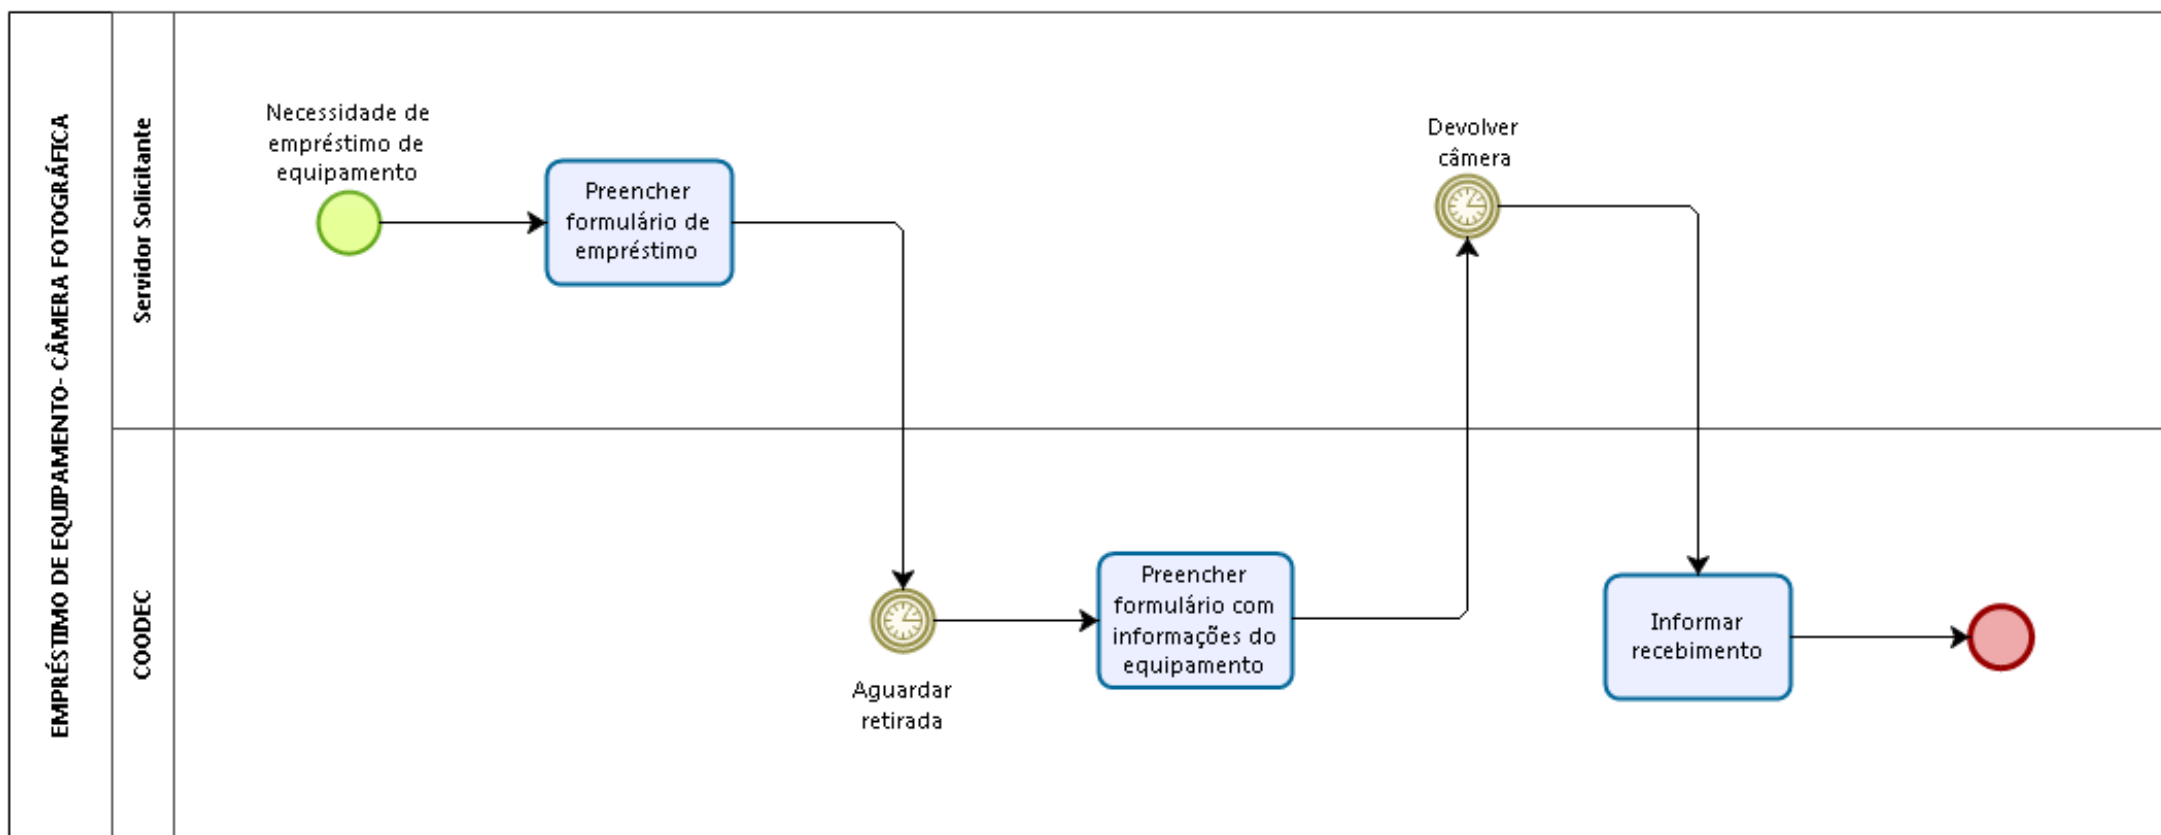 EMPRÉSTIMO DE EQUIPAMENTO- CÂMERA FOTOGRÁFICA
Servidor Solicitante
Necessidade de
empréstimo de
equipamento
Preencher
formulário de
empréstimo
Devolver
câmera
COODEC
Aguardar
retirada
Preencher
formulário com
informações do
equipamento
Informar
recebimento